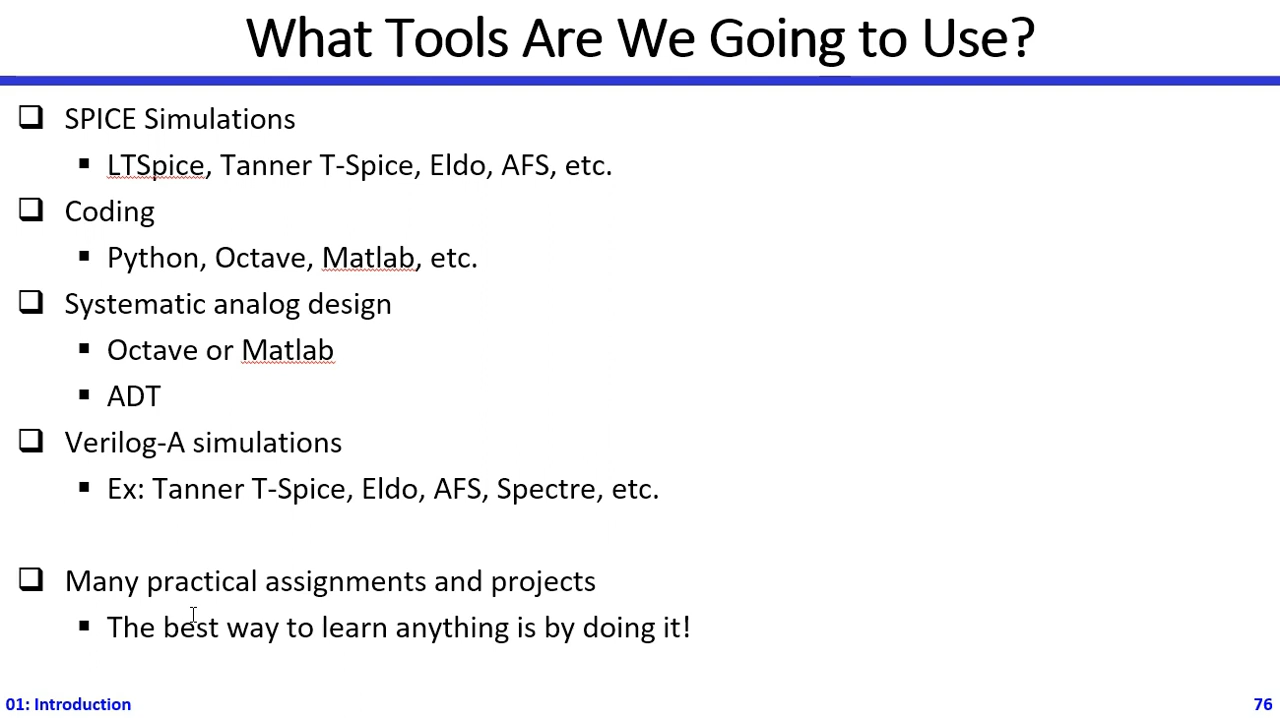 What Tools Are We Going to Use?
❑ SPICE Simulations
▪ LTSpice, Tanner T-Spice, Eldo, AFS, etc.
❑ Coding
▪ Python, Octave, Matlab, etc.
❑ Systematic analog design
▪ Octave or Matlab
▪ ADT
❑ Verilog-A simulations
▪ Ex: Tanner T-Spice, Eldo, AFS, Spectre, etc.
❑ Many practical assignments and projects
▪ The best way to learn anything is by doing it!
01: Introduction
76